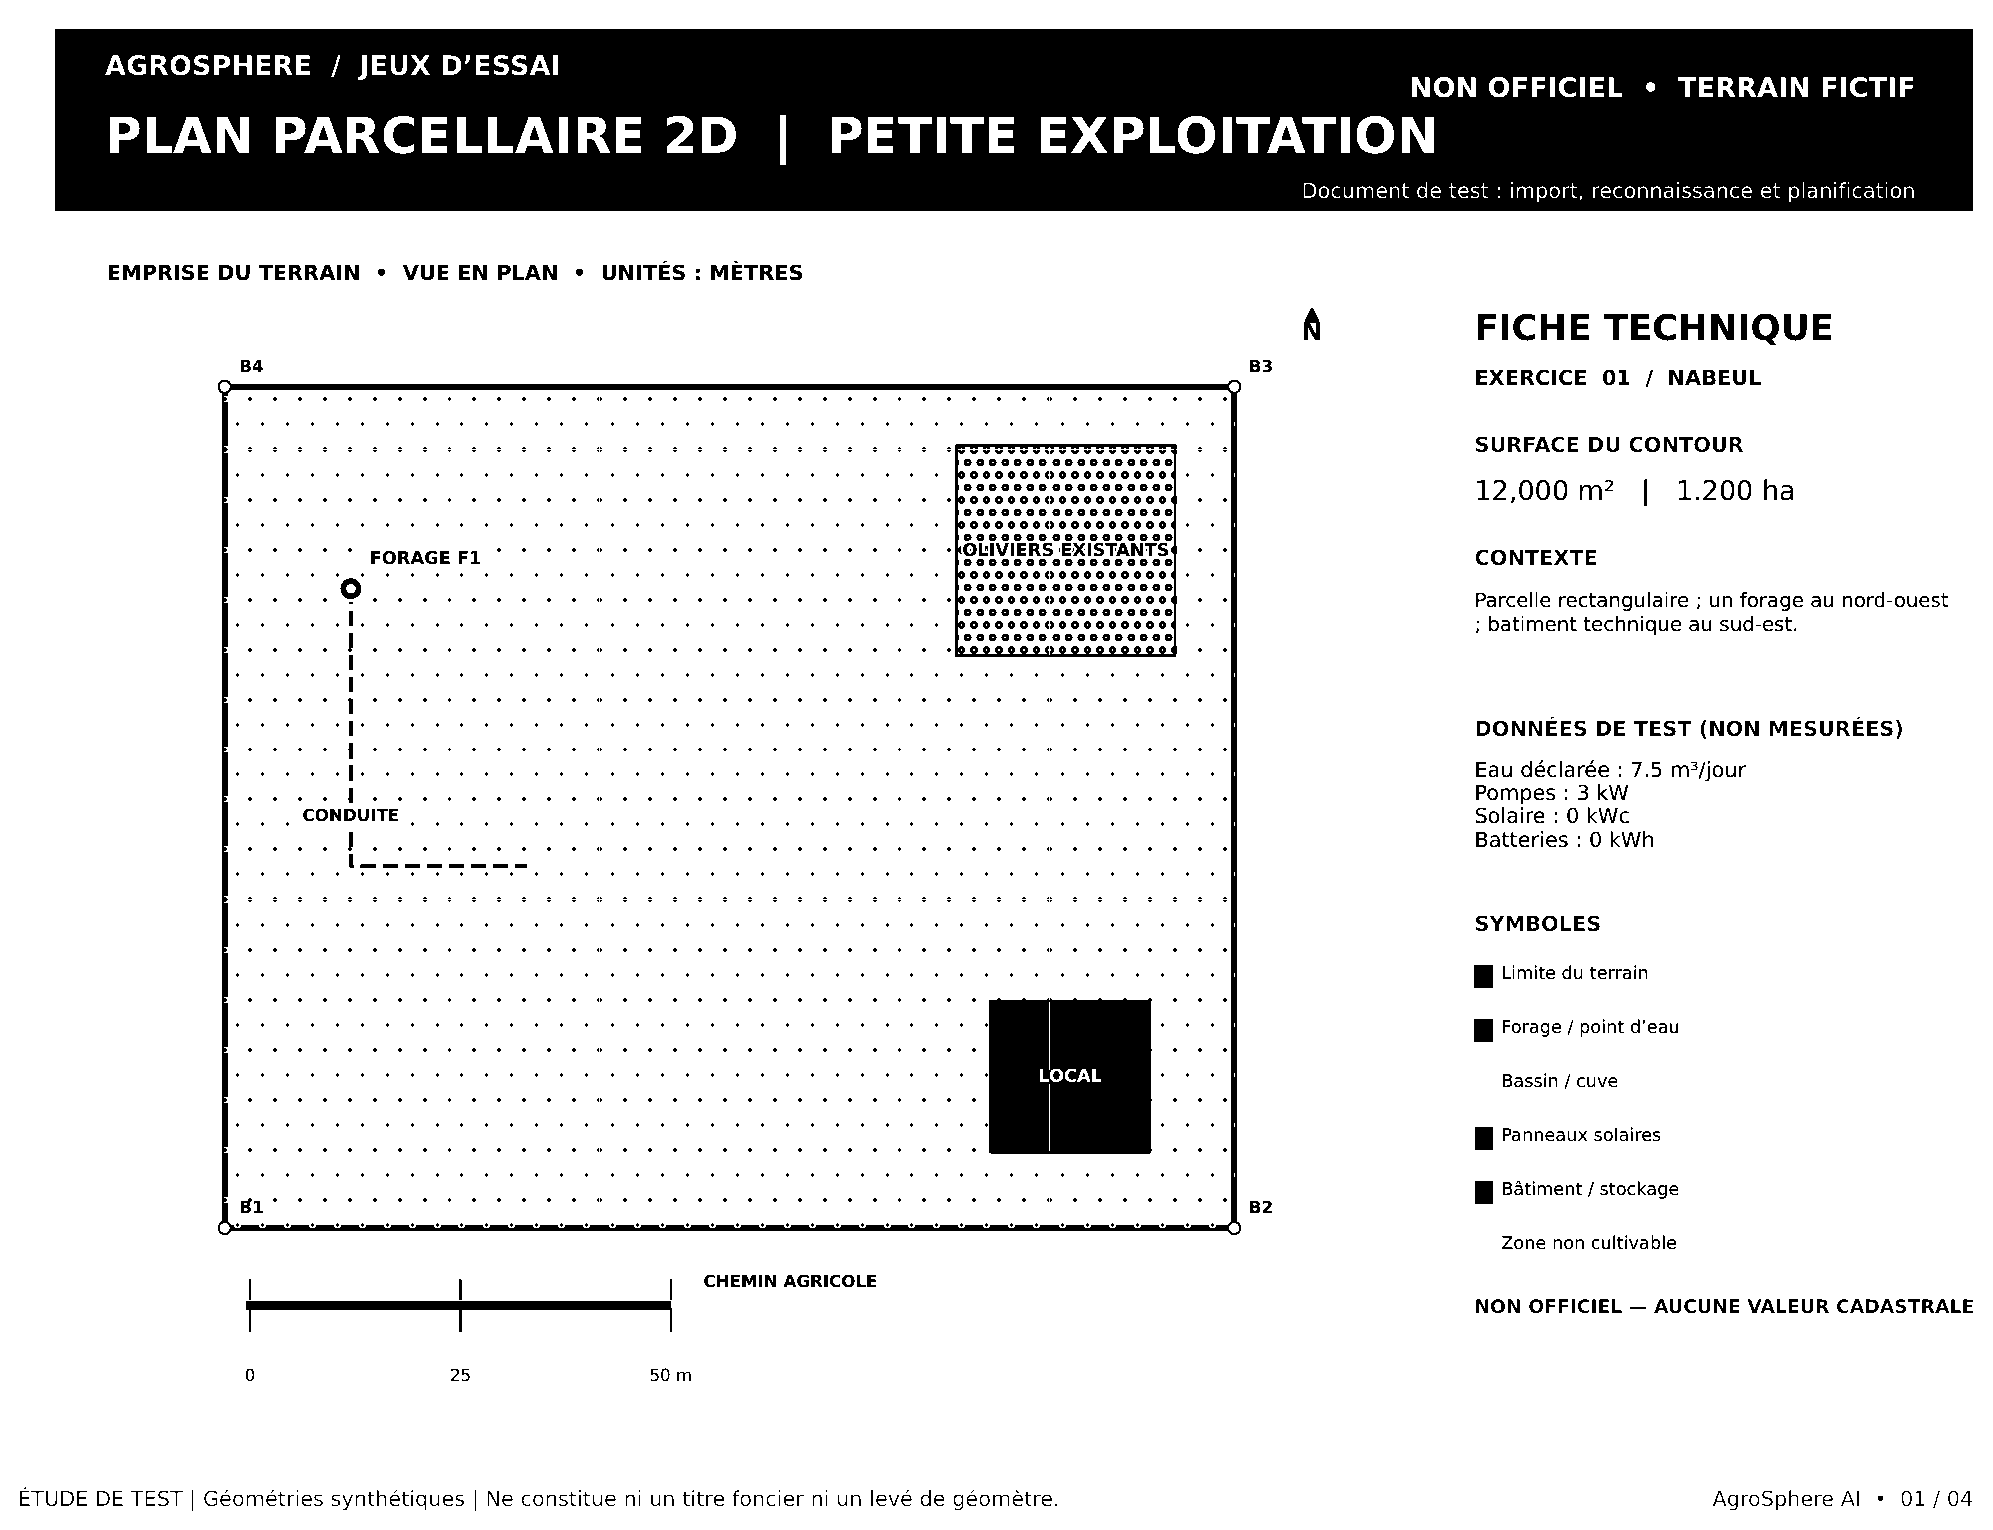 AGROSPHERE / JEUX D’ESSAI
NON OFFICIEL • TERRAIN FICTIF
PLAN PARCELLAIRE 2D | PETITE EXPLOITATION
Document de test : import, reconnaissance et planification
EMPRISE DU TERRAIN • VUE EN PLAN • UNITÉS : MÈTRES
N
B4
B3
FORAGE F1
OLIVIERS EXISTANTS
CONDUITE
LOCAL
B1
B2
CHEMIN AGRICOLE
0
25
50 m
FICHE TECHNIQUE
EXERCICE 01 / NABEUL
SURFACE DU CONTOUR
12,000 m² | 1.200 ha
CONTEXTE
Parcelle rectangulaire ; un forage au nord-ouest
; batiment technique au sud-est.
DONNÉES DE TEST (NON MESURÉES)
Eau déclarée : 7.5 m³/jour
Pompes : 3 kW
Solaire : 0 kWc
Batteries : 0 kWh
SYMBOLES
Limite du terrain
Forage / point d’eau
Bassin / cuve
Panneaux solaires
Bâtiment / stockage
Zone non cultivable
NON OFFICIEL — AUCUNE VALEUR CADASTRALE
ÉTUDE DE TEST | Géométries synthétiques | Ne constitue ni un titre foncier ni un levé de géomètre.
AgroSphere AI • 01 / 04